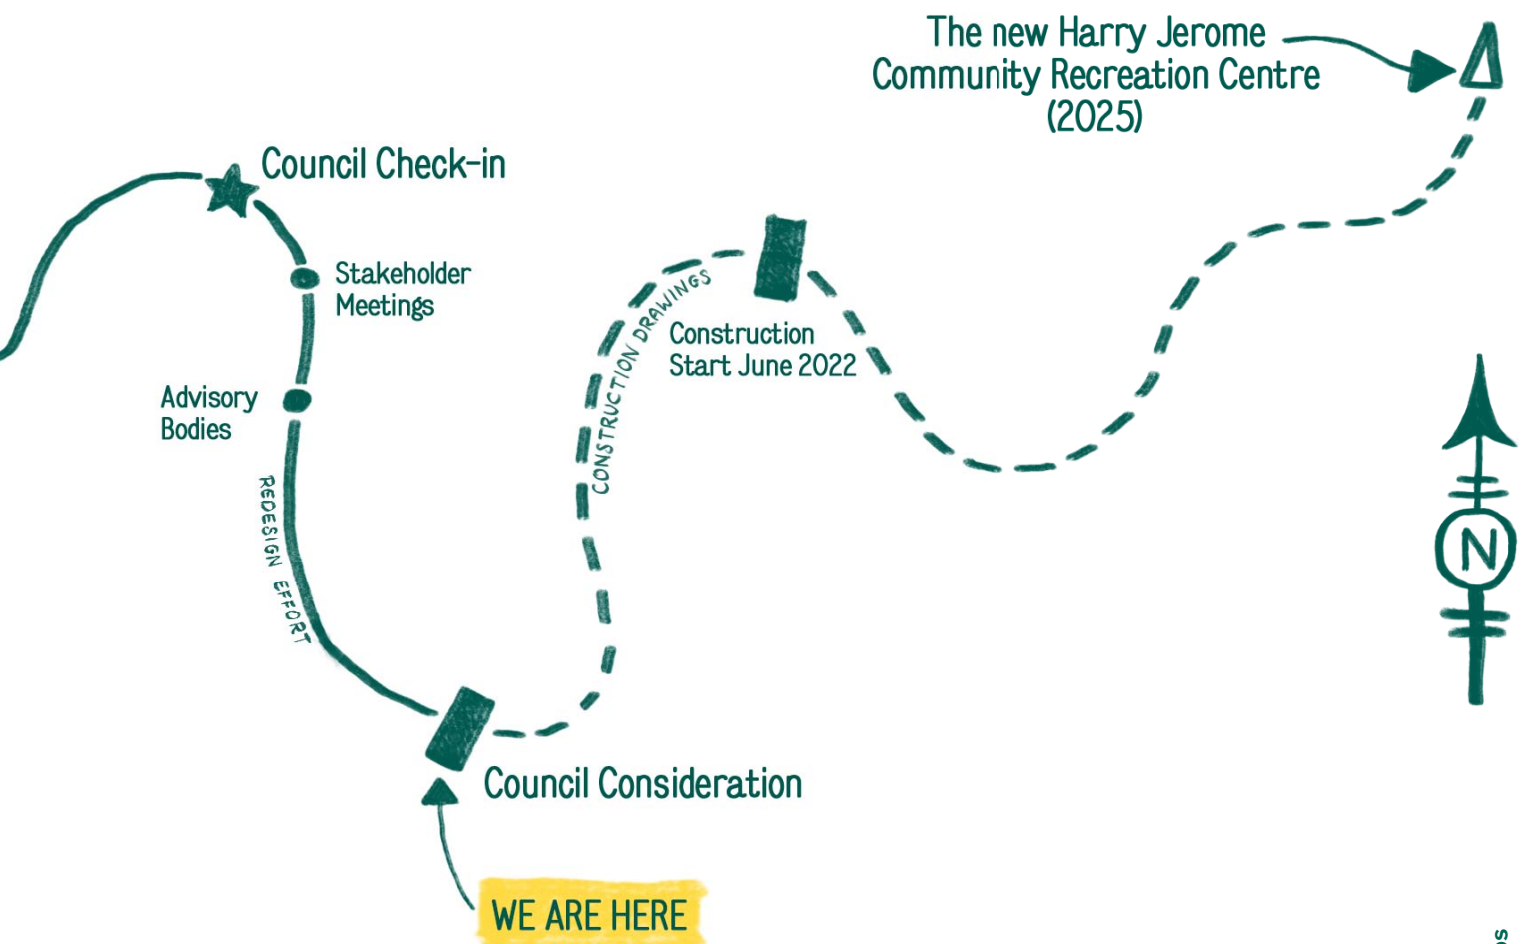 The new Harry Jerome
Community Recreation Centre
(2025)
Council Check-in
Stakeholder
Meetings
Advisory
Bodies
REDESIGN EFFORT
CONSTRUCTION DRAWINGS
Construction
Start June 2022
N
Council Consideration
WE ARE HERE